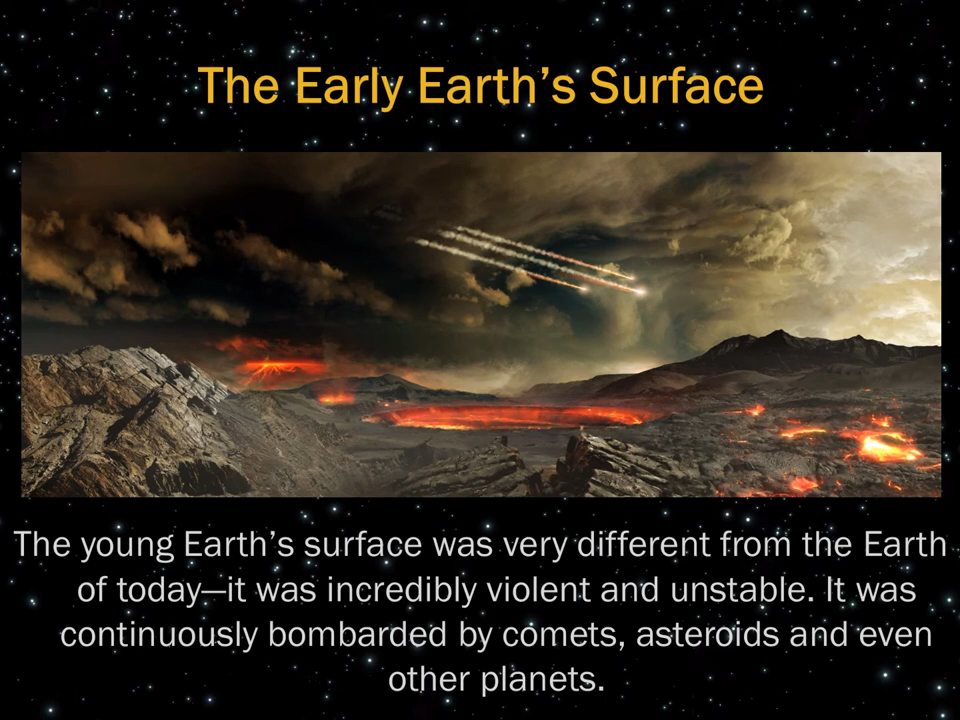 The Early Earth’s Surface
The young Earth’s surface was very different from the Earth
of today—it was incredibly violent and unstable. It was
continuously bombarded by comets, asteroids and even
other planets.